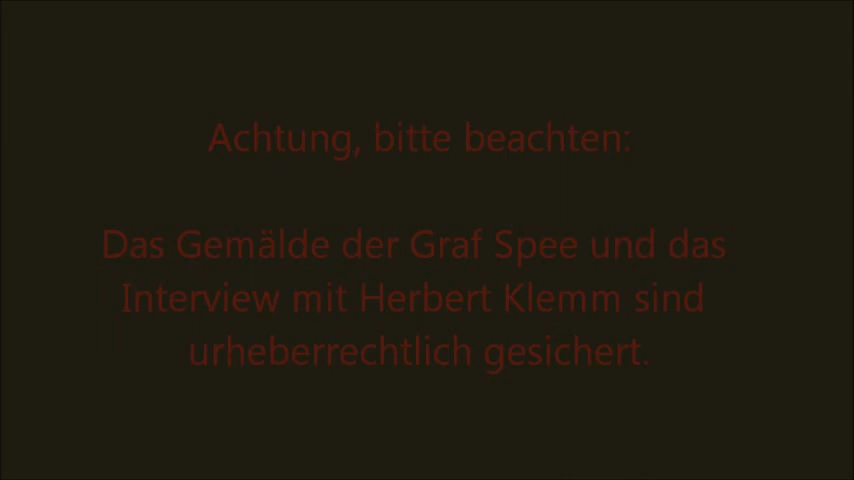 Achtung, bitte beachten:
Das Gemälde der Graf Spee und das
Interview mit Herbert Klemm sind
urheberrechtlich gesichert.